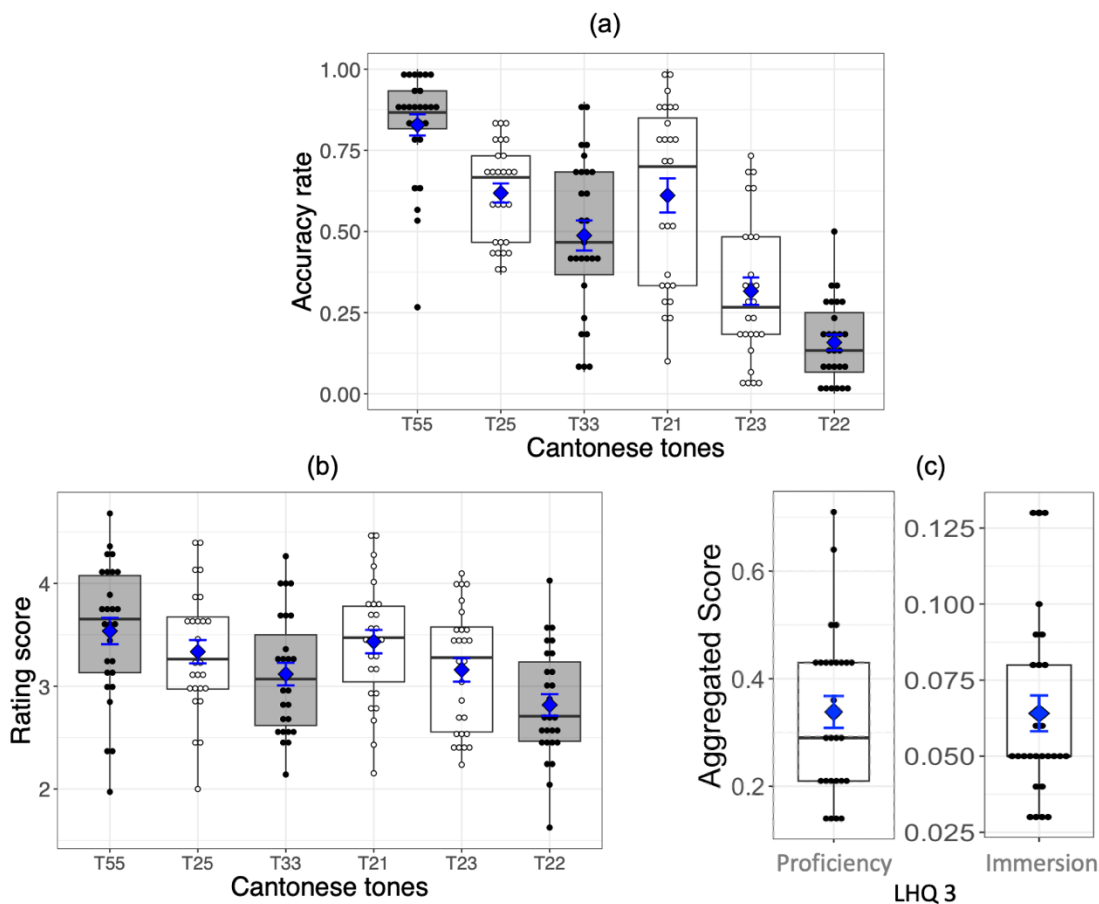 (a)
Accuracy rate
1.00
0.75
0.50
0.25
0.00
T55 T25 T33 T21 T23 T22
Cantonese tones
(b)
Rating score
4
3
2
T55 T25 T33 T21 T23 T22
Cantonese tones
(c)
Aggregated Score
0.6
0.4
0.2
0.125
0.100
0.075
0.050
0.025
Proficiency Immersion
LHQ 3